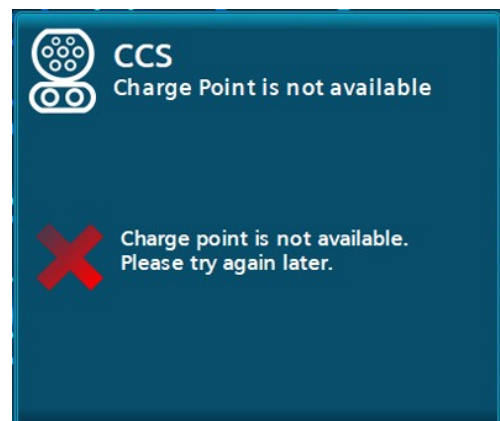 CCS
Charge Point is not available
Charge point is not available.
Please try again later.